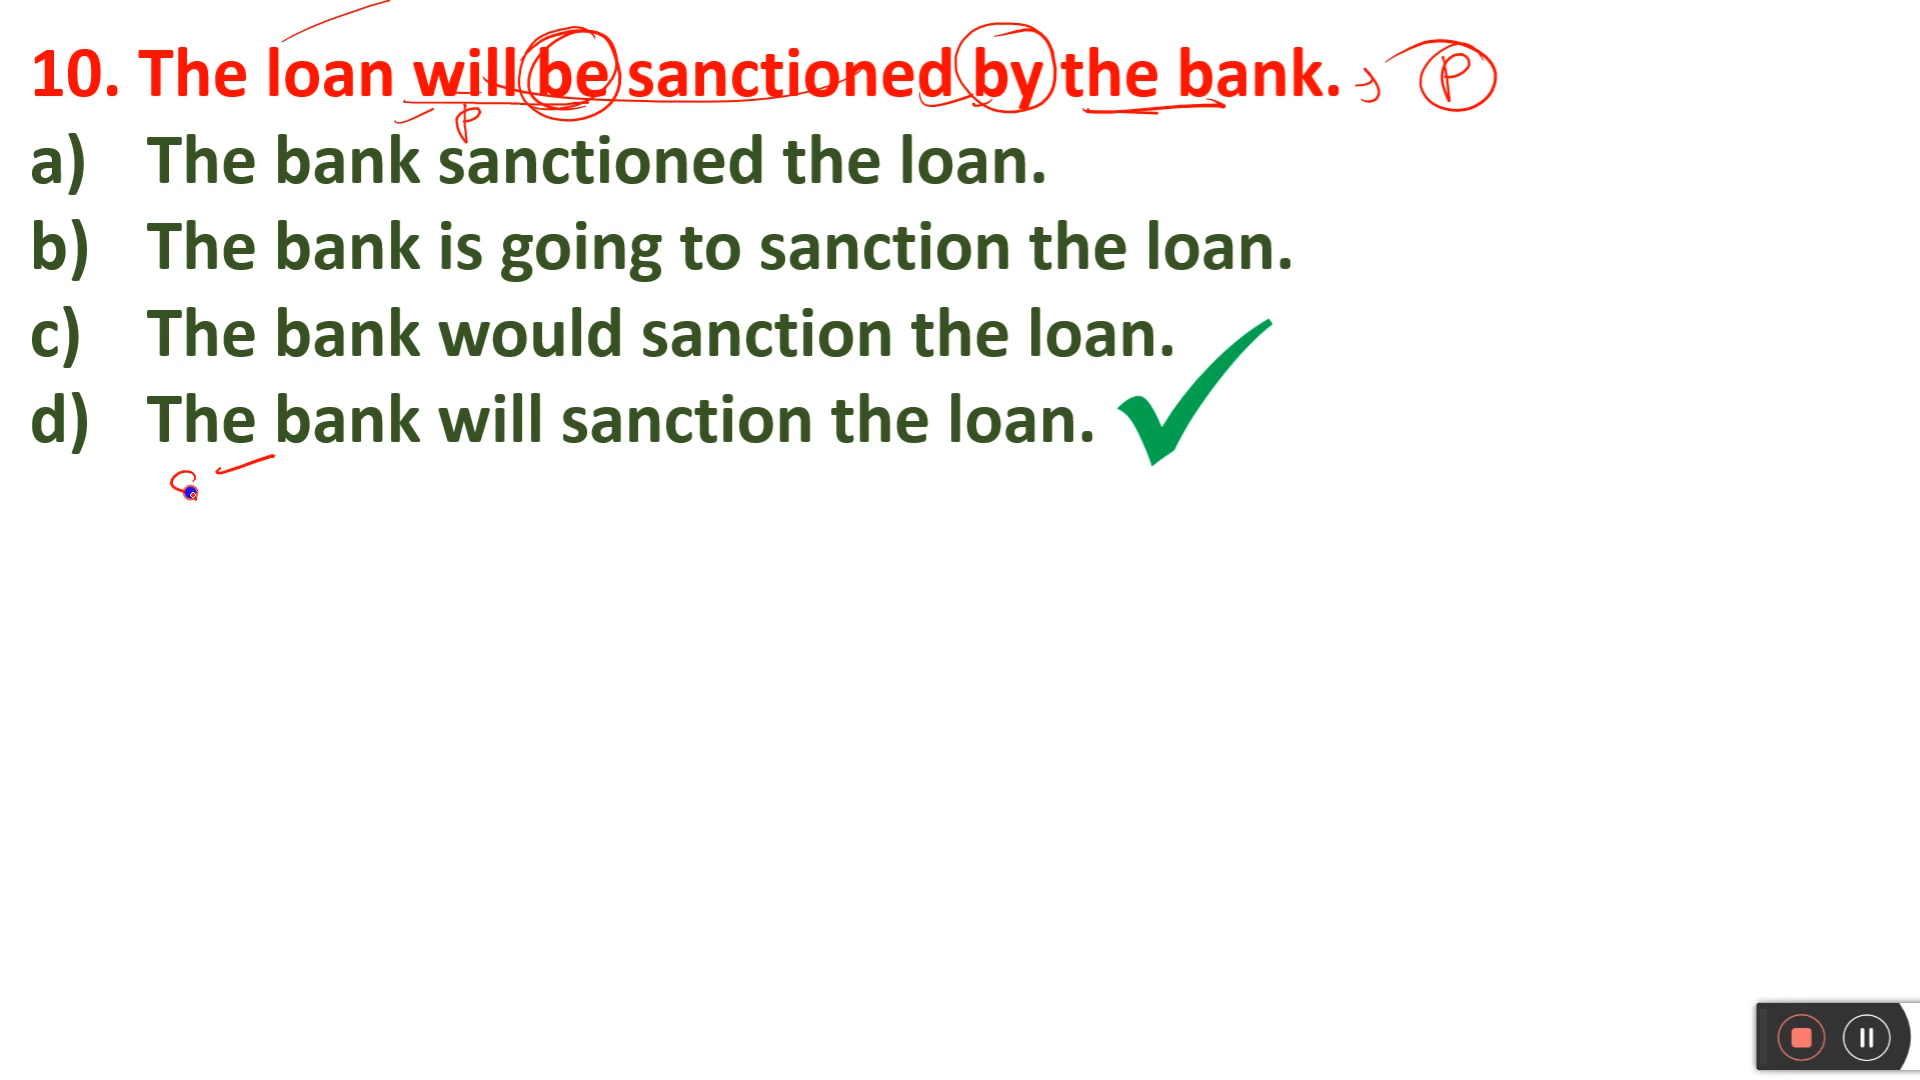 10. The loan will be sanctioned by the bank. → P
P
a) The bank sanctioned the loan.
b) The bank is going to sanction the loan.
c) The bank would sanction the loan.
d) The bank will sanction the loan.